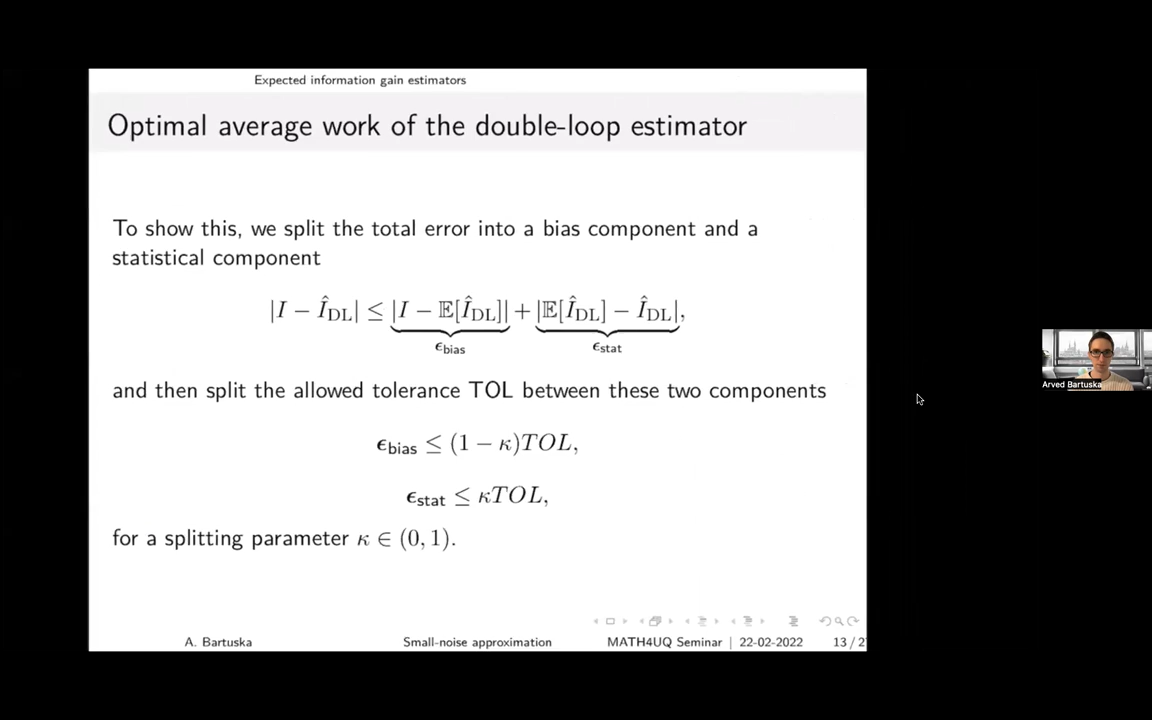 Expected information gain estimators
Optimal average work of the double-loop estimator
To show this, we split the total error into a bias component and a
statistical component
|I − Î_DL| ≤ |I − 𝔼[Î_DL]| + |𝔼[Î_DL] − Î_DL|,
ϵ_bias ϵ_stat
and then split the allowed tolerance TOL between these two components
ϵ_bias ≤ (1 − κ)TOL,
ϵ_stat ≤ κTOL,
for a splitting parameter κ ∈ (0, 1).
A. Bartuska Small-noise approximation MATH4UQ Seminar | 22-02-2022 13 / 2
Arved Bartuska